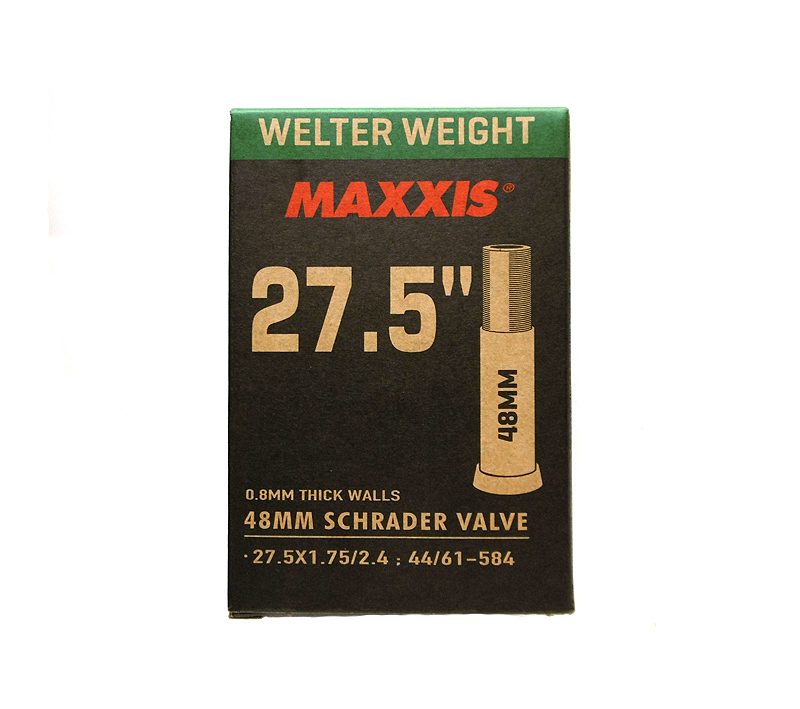 WELTER WEIGHT
MAXXIS®
27.5"
48MM
0.8MM THICK WALLS
48MM SCHRADER VALVE
·27.5X1.75/2.4 ; 44/61-584